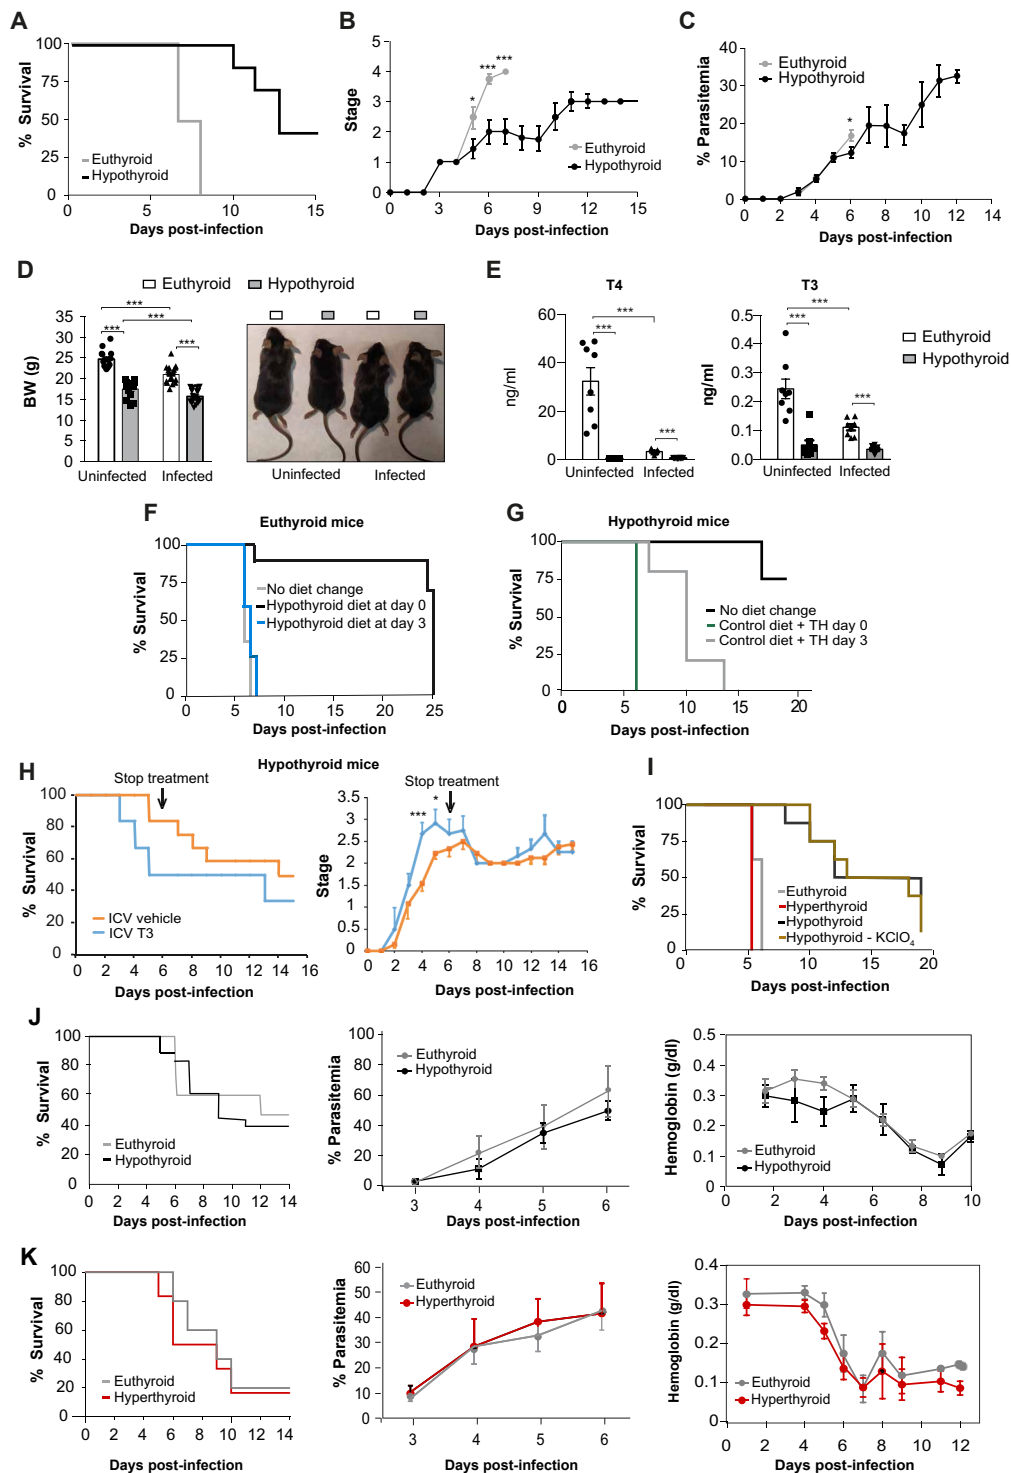 A
% Survival
100
75
50
25
0
Euthyroid
Hypothyroid
0
5
10
15
Days post-infection
B
Stage
5
4
3
2
1
0
*
***
***
Euthyroid
Hypothyroid
0
3
6
9
12
15
Days post-infection
C
% Parasitemia
40
30
20
10
0
Euthyroid
Hypothyroid
*
0
2
4
6
8
10
12
14
Days post-infection
D
Euthyroid
Hypothyroid
BW (g)
35
30
25
20
15
10
5
0
***
***
***
***
Uninfected
Infected
Uninfected
Infected
E
T4
ng/ml
60
40
20
0
***
***
***
Uninfected
Infected
T3
ng/ml
0.5
0.4
0.3
0.2
0.1
0.0
***
***
***
Uninfected
Infected
Euthyroid
Hypothyroid
F
Euthyroid mice
% Survival
100
75
50
25
0
No diet change
Hypothyroid diet at day 0
Hypothyroid diet at day 3
0
5
10
15
20
25
Days post-infection
G
Hypothyroid mice
% Survival
100
75
50
25
0
No diet change
Control diet + TH day 0
Control diet + TH day 3
0
5
10
15
20
Days post-infection
H
Hypothyroid mice
Stop treatment
% Survival
100
80
60
40
20
0
ICV vehicle
ICV T3
0
2
4
6
8
10
12
14
16
Days post-infection
Stop treatment
Stage
3.5
3
2.5
2
1.5
1
.5
0
***
*
0
2
4
6
8
10
12
14
16
Days post-infection
I
% Survival
100
75
50
25
0
Euthyroid
Hyperthyroid
Hypothyroid
Hypothyroid - KClO4
0
5
10
15
20
Days post-infection
J
% Survival
100
80
60
40
20
0
Euthyroid
Hypothyroid
0
2
4
6
8
10
12
14
Days post-infection
% Parasitemia
100
80
60
40
20
0
Euthyroid
Hypothyroid
3
4
5
6
Days post-infection
Hemoglobin (g/dl)
0.5
0.4
0.3
0.2
0.1
0
Euthyroid
Hypothyroid
0
2
4
6
8
10
Days post-infection
K
% Survival
100
80
60
40
20
0
Euthyroid
Hyperthyroid
0
2
4
6
8
10
12
14
Days post-infection
% Parasitemia
60
50
40
30
20
10
0
Euthyroid
Hyperthyroid
3
4
5
6
Days post-infection
Hemoglobin (g/dl)
0.4
0.3
0.2
0.1
0
Euthyroid
Hyperthyroid
0
2
4
6
8
10
12
Days post-infection